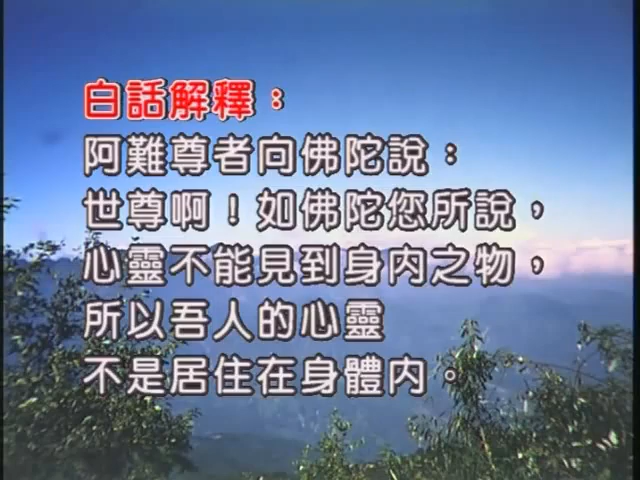 白話解釋：
阿難尊者向佛陀說：
世尊啊！如佛陀您所說，
心靈不能見到身內之物，
所以吾人的心靈
不是居住在身體內。